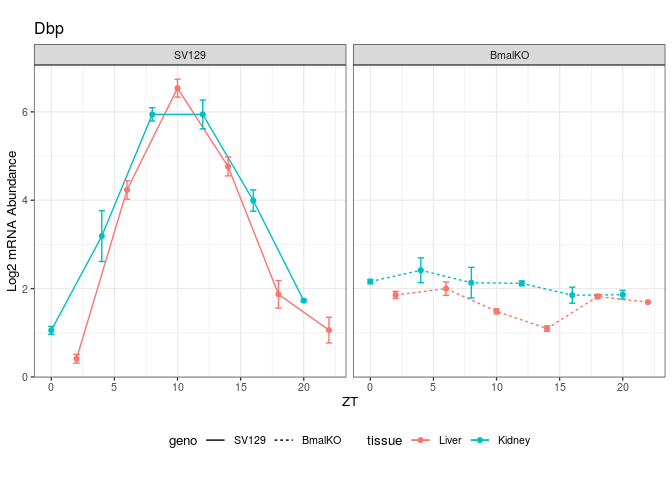 Dbp
SV129 BmalKO
Log2 mRNA Abundance
6
4
2
0
0 5 10 15 20 0 5 10 15 20
ZT
geno SV129 BmalKO tissue Liver Kidney